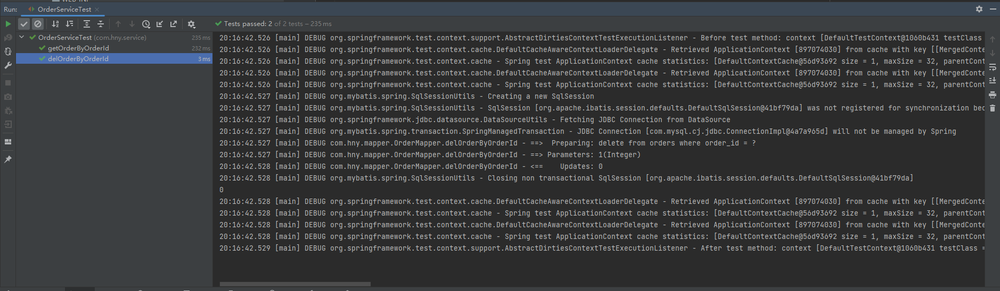 WEB-INF
Run: OrderServiceTest ×
Tests passed: 2 of 2 tests – 235 ms
OrderServiceTest (com.hny.service) 235 ms
getOrderByOrderId 232 ms
delOrderByOrderId 3 ms
20:16:42.526 [main] DEBUG org.springframework.test.context.support.AbstractDirtiesContextTestExecutionListener - Before test method: context [DefaultTestContext@1060b431 testClass
20:16:42.526 [main] DEBUG org.springframework.test.context.cache.DefaultCacheAwareContextLoaderDelegate - Retrieved ApplicationContext [897074030] from cache with key [[MergedConte
20:16:42.526 [main] DEBUG org.springframework.test.context.cache - Spring test ApplicationContext cache statistics: [DefaultContextCache@56d93692 size = 1, maxSize = 32, parentCont
20:16:42.526 [main] DEBUG org.springframework.test.context.cache.DefaultCacheAwareContextLoaderDelegate - Retrieved ApplicationContext [897074030] from cache with key [[MergedConte
20:16:42.526 [main] DEBUG org.springframework.test.context.cache - Spring test ApplicationContext cache statistics: [DefaultContextCache@56d93692 size = 1, maxSize = 32, parentCont
20:16:42.527 [main] DEBUG org.mybatis.spring.SqlSessionUtils - Creating a new SqlSession
20:16:42.527 [main] DEBUG org.mybatis.spring.SqlSessionUtils - SqlSession [org.apache.ibatis.session.defaults.DefaultSqlSession@41bf79da] was not registered for synchronization bec
20:16:42.527 [main] DEBUG org.springframework.jdbc.datasource.DataSourceUtils - Fetching JDBC Connection from DataSource
20:16:42.527 [main] DEBUG org.mybatis.spring.transaction.SpringManagedTransaction - JDBC Connection [com.mysql.cj.jdbc.ConnectionImpl@4a7a965d] will not be managed by Spring
20:16:42.527 [main] DEBUG com.hny.mapper.OrderMapper.delOrderByOrderId - ==>  Preparing: delete from orders where order_id = ?
20:16:42.527 [main] DEBUG com.hny.mapper.OrderMapper.delOrderByOrderId - ==> Parameters: 1(Integer)
20:16:42.528 [main] DEBUG com.hny.mapper.OrderMapper.delOrderByOrderId - <==    Updates: 0
20:16:42.528 [main] DEBUG org.mybatis.spring.SqlSessionUtils - Closing non transactional SqlSession [org.apache.ibatis.session.defaults.DefaultSqlSession@41bf79da]
0
20:16:42.528 [main] DEBUG org.springframework.test.context.cache.DefaultCacheAwareContextLoaderDelegate - Retrieved ApplicationContext [897074030] from cache with key [[MergedConte
20:16:42.528 [main] DEBUG org.springframework.test.context.cache - Spring test ApplicationContext cache statistics: [DefaultContextCache@56d93692 size = 1, maxSize = 32, parentCont
20:16:42.528 [main] DEBUG org.springframework.test.context.cache.DefaultCacheAwareContextLoaderDelegate - Retrieved ApplicationContext [897074030] from cache with key [[MergedConte
20:16:42.528 [main] DEBUG org.springframework.test.context.cache - Spring test ApplicationContext cache statistics: [DefaultContextCache@56d93692 size = 1, maxSize = 32, parentCont
20:16:42.529 [main] DEBUG org.springframework.test.context.support.AbstractDirtiesContextTestExecutionListener - After test method: context [DefaultTestContext@1060b431 testClass =